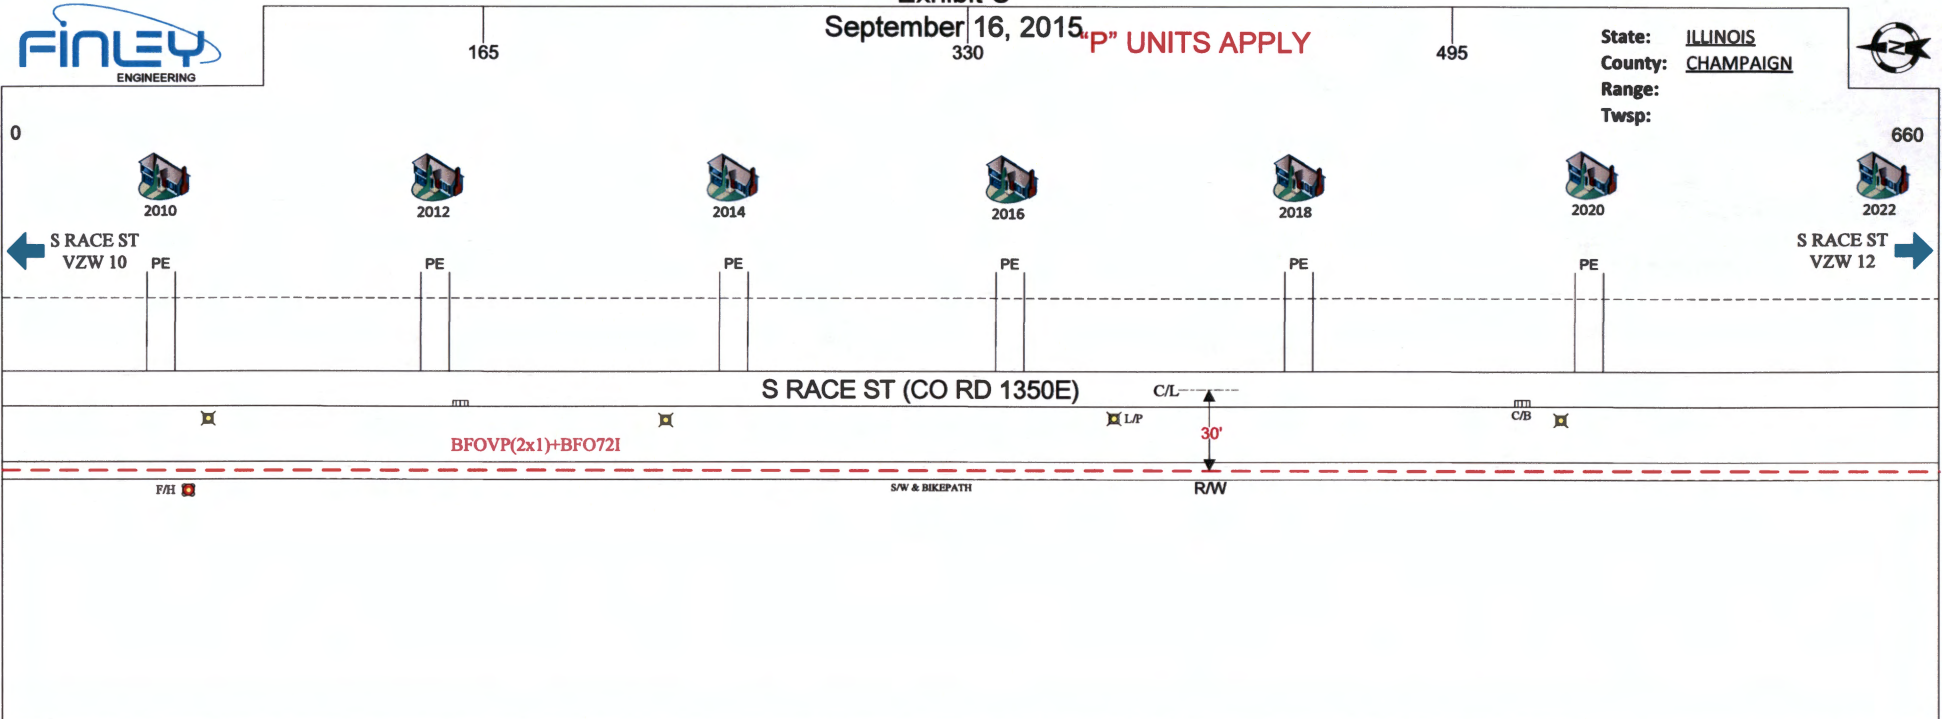 Exhibit C
September 16, 2015
"P" UNITS APPLY
FINLEY
ENGINEERING
165
330
495
State: ILLINOIS
County: CHAMPAIGN
Range:
Twsp:
N
0
660
2010
2012
2014
2016
2018
2020
2022
S RACE ST
VZW 10
S RACE ST
VZW 12
PE
PE
PE
PE
PE
PE
S RACE ST (CO RD 1350E)
C/L
L/P
C/B
30'
BFOVP(2x1)+BFO72I
F/H
S/W & BIKEPATH
R/W